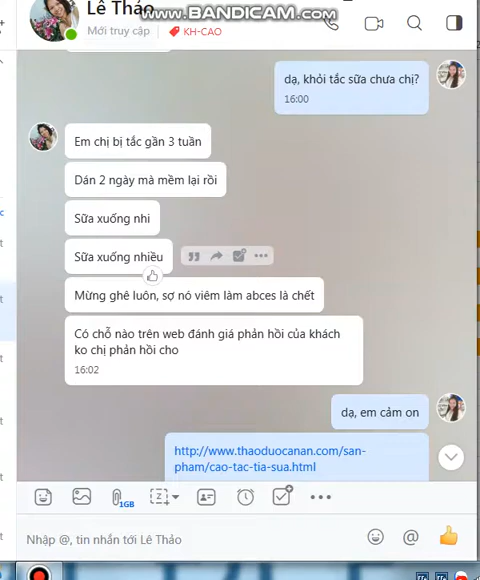 Lê Thảo
www.BANDICAM.com
Mới truy cập
KH-CAO
dạ, khỏi tắc sữa chưa chị?
16:00
Em chị bị tắc gần 3 tuần
Dán 2 ngày mà mềm lại rồi
Sữa xuống nhi
Sữa xuống nhiều
Mừng ghê luôn, sợ nó viêm làm abces là chết
Có chỗ nào trên web đánh giá phản hồi của khách
ko chị phản hồi cho
16:02
dạ, em cảm on
http://www.thaoduocanan.com/san-
pham/cao-tac-tia-sua.html
1GB
Nhập @, tin nhắn tới Lê Thảo